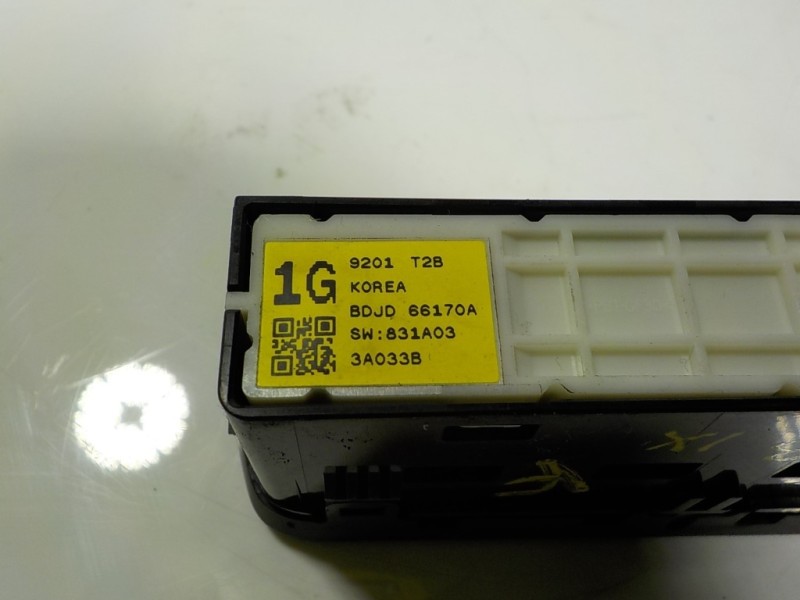 1G
9201 T2B
KOREA
BDJD 66170A
SW:831A03
3A033B